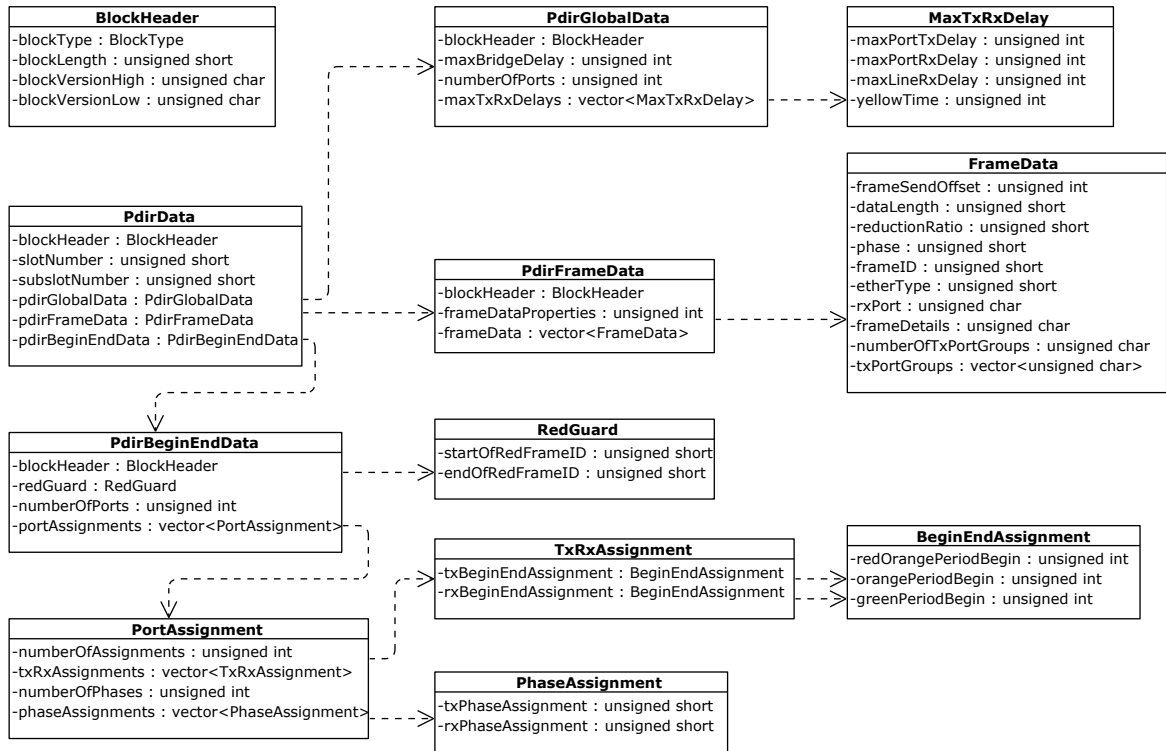 BlockHeader
-blockType : BlockType
-blockLength : unsigned short
-blockVersionHigh : unsigned char
-blockVersionLow : unsigned char
PdirGlobalData
-blockHeader : BlockHeader
-maxBridgeDelay : unsigned int
-numberOfPorts : unsigned int
-maxTxRxDelays : vector<MaxTxRxDelay>
MaxTxRxDelay
-maxPortTxDelay : unsigned int
-maxPortRxDelay : unsigned int
-maxLineRxDelay : unsigned int
-yellowTime : unsigned int
FrameData
-frameSendOffset : unsigned int
-dataLength : unsigned short
-reductionRatio : unsigned short
-phase : unsigned short
-frameID : unsigned short
-etherType : unsigned short
-rxPort : unsigned char
-frameDetails : unsigned char
-numberOfTxPortGroups : unsigned char
-txPortGroups : vector<unsigned char>
PdirData
-blockHeader : BlockHeader
-slotNumber : unsigned short
-subslotNumber : unsigned short
-pdirGlobalData : PdirGlobalData
-pdirFrameData : PdirFrameData
-pdirBeginEndData : PdirBeginEndData
PdirFrameData
-blockHeader : BlockHeader
-frameDataProperties : unsigned int
-frameData : vector<FrameData>
PdirBeginEndData
-blockHeader : BlockHeader
-redGuard : RedGuard
-numberOfPorts : unsigned int
-portAssignments : vector<PortAssignment>
RedGuard
-startOfRedFrameID : unsigned short
-endOfRedFrameID : unsigned short
TxRxAssignment
-txBeginEndAssignment : BeginEndAssignment
-rxBeginEndAssignment : BeginEndAssignment
BeginEndAssignment
-redOrangePeriodBegin : unsigned int
-orangePeriodBegin : unsigned int
-greenPeriodBegin : unsigned int
PortAssignment
-numberOfAssignments : unsigned int
-txRxAssignments : vector<TxRxAssignment>
-numberOfPhases : unsigned int
-phaseAssignments : vector<PhaseAssignment>
PhaseAssignment
-txPhaseAssignment : unsigned short
-rxPhaseAssignment : unsigned short